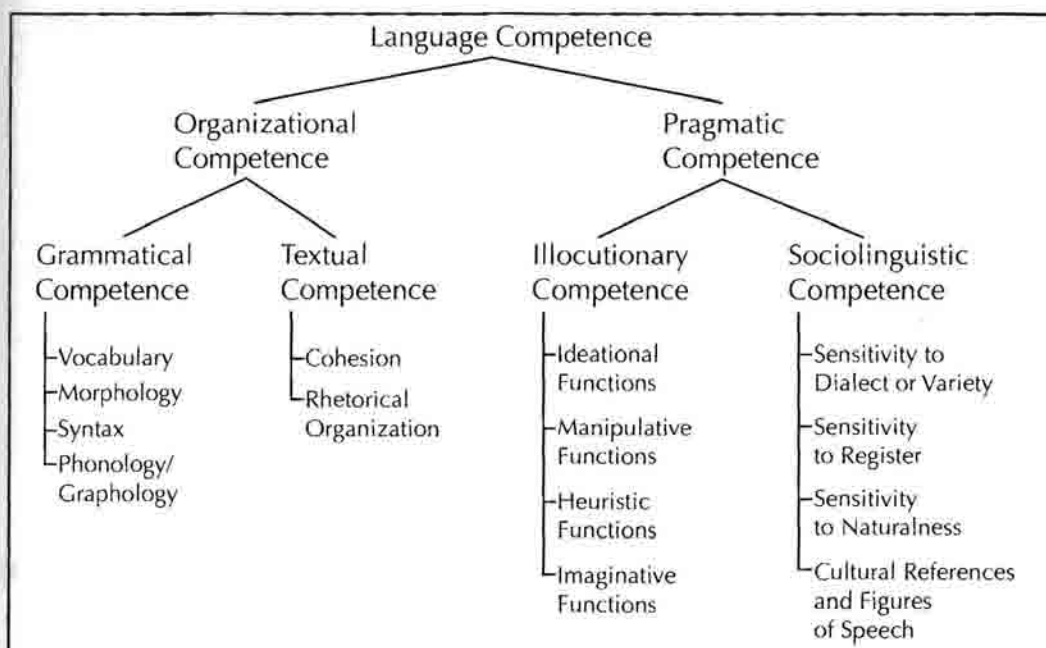 Language Competence
Organizational
Competence
Pragmatic
Competence
Grammatical
Competence
Textual
Competence
Illocutionary
Competence
Sociolinguistic
Competence
Vocabulary
Morphology
Syntax
Phonology/
Graphology
Cohesion
Rhetorical
Organization
Ideational
Functions
Manipulative
Functions
Heuristic
Functions
Imaginative
Functions
Sensitivity to
Dialect or Variety
Sensitivity
to Register
Sensitivity
to Naturalness
Cultural References
and Figures
of Speech